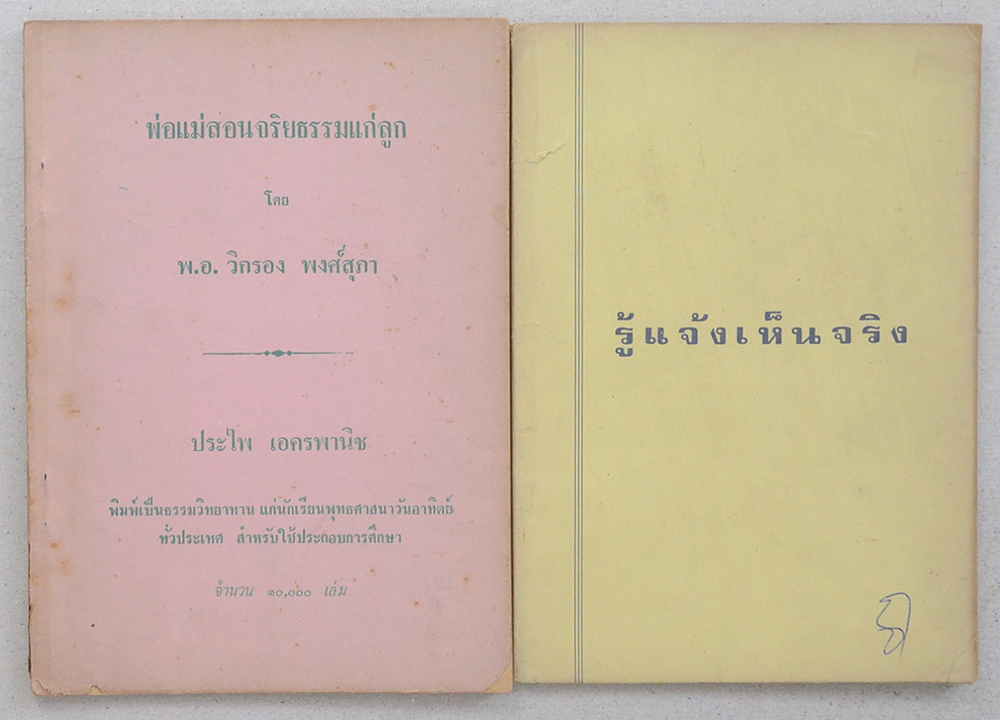 พ่อแม่สอนจริยธรรมแก่ลูก
โดย
พ.อ. วิกรอง พงศ์สุภา
ประไพ เอครพานิช
พิมพ์เป็นธรรมวิทยาทาน แก่นักเรียนพุทธศาสนาวันอาทิตย์
ทั่วประเทศ สำหรับใช้ประกอบการศึกษา
จำนวน ๑๐,๐๐๐ เล่ม
รู้แจ้งเห็นจริง